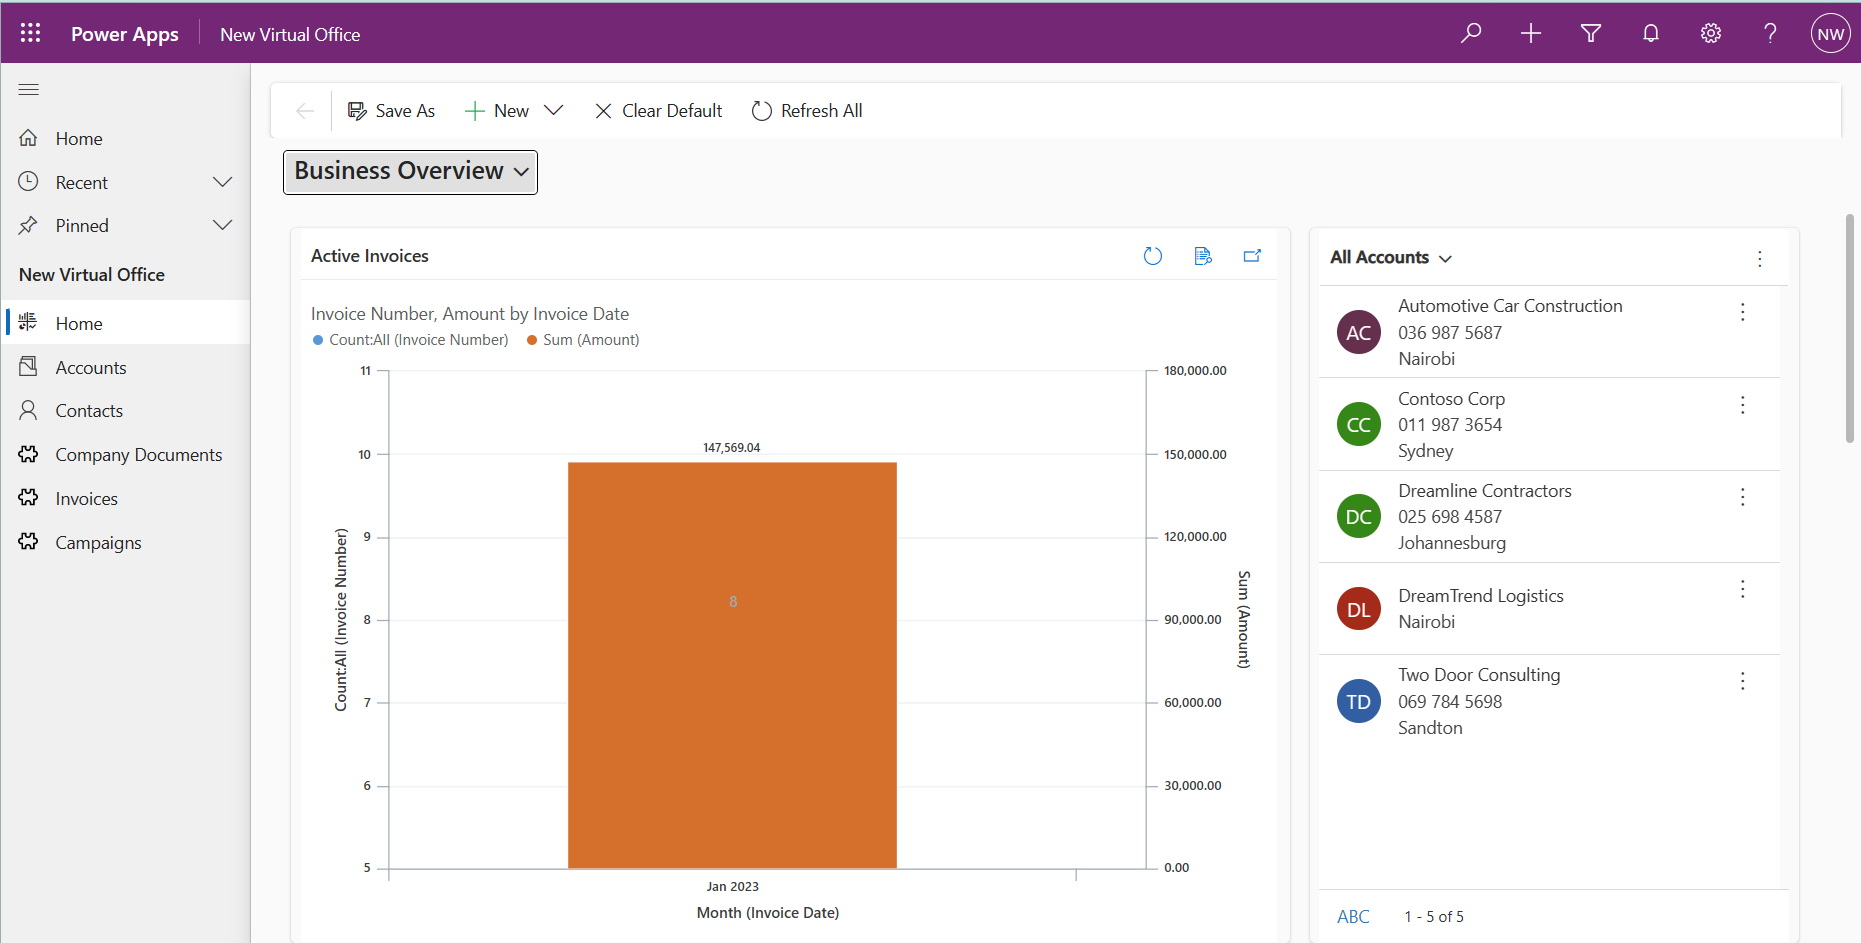 Power Apps
New Virtual Office
NW
Home
Recent
Pinned
New Virtual Office
Home
Accounts
Contacts
Company Documents
Invoices
Campaigns
Save As
New
Clear Default
Refresh All
Business Overview
Active Invoices
Invoice Number, Amount by Invoice Date
Count:All (Invoice Number)
Sum (Amount)
11
10
9
8
7
6
5
Count:All (Invoice Number)
147,569.04
8
180,000.00
150,000.00
120,000.00
90,000.00
60,000.00
30,000.00
0.00
Sum (Amount)
Jan 2023
Month (Invoice Date)
All Accounts
AC
Automotive Car Construction
036 987 5687
Nairobi
CC
Contoso Corp
011 987 3654
Sydney
DC
Dreamline Contractors
025 698 4587
Johannesburg
DL
DreamTrend Logistics
Nairobi
TD
Two Door Consulting
069 784 5698
Sandton
ABC
1 - 5 of 5